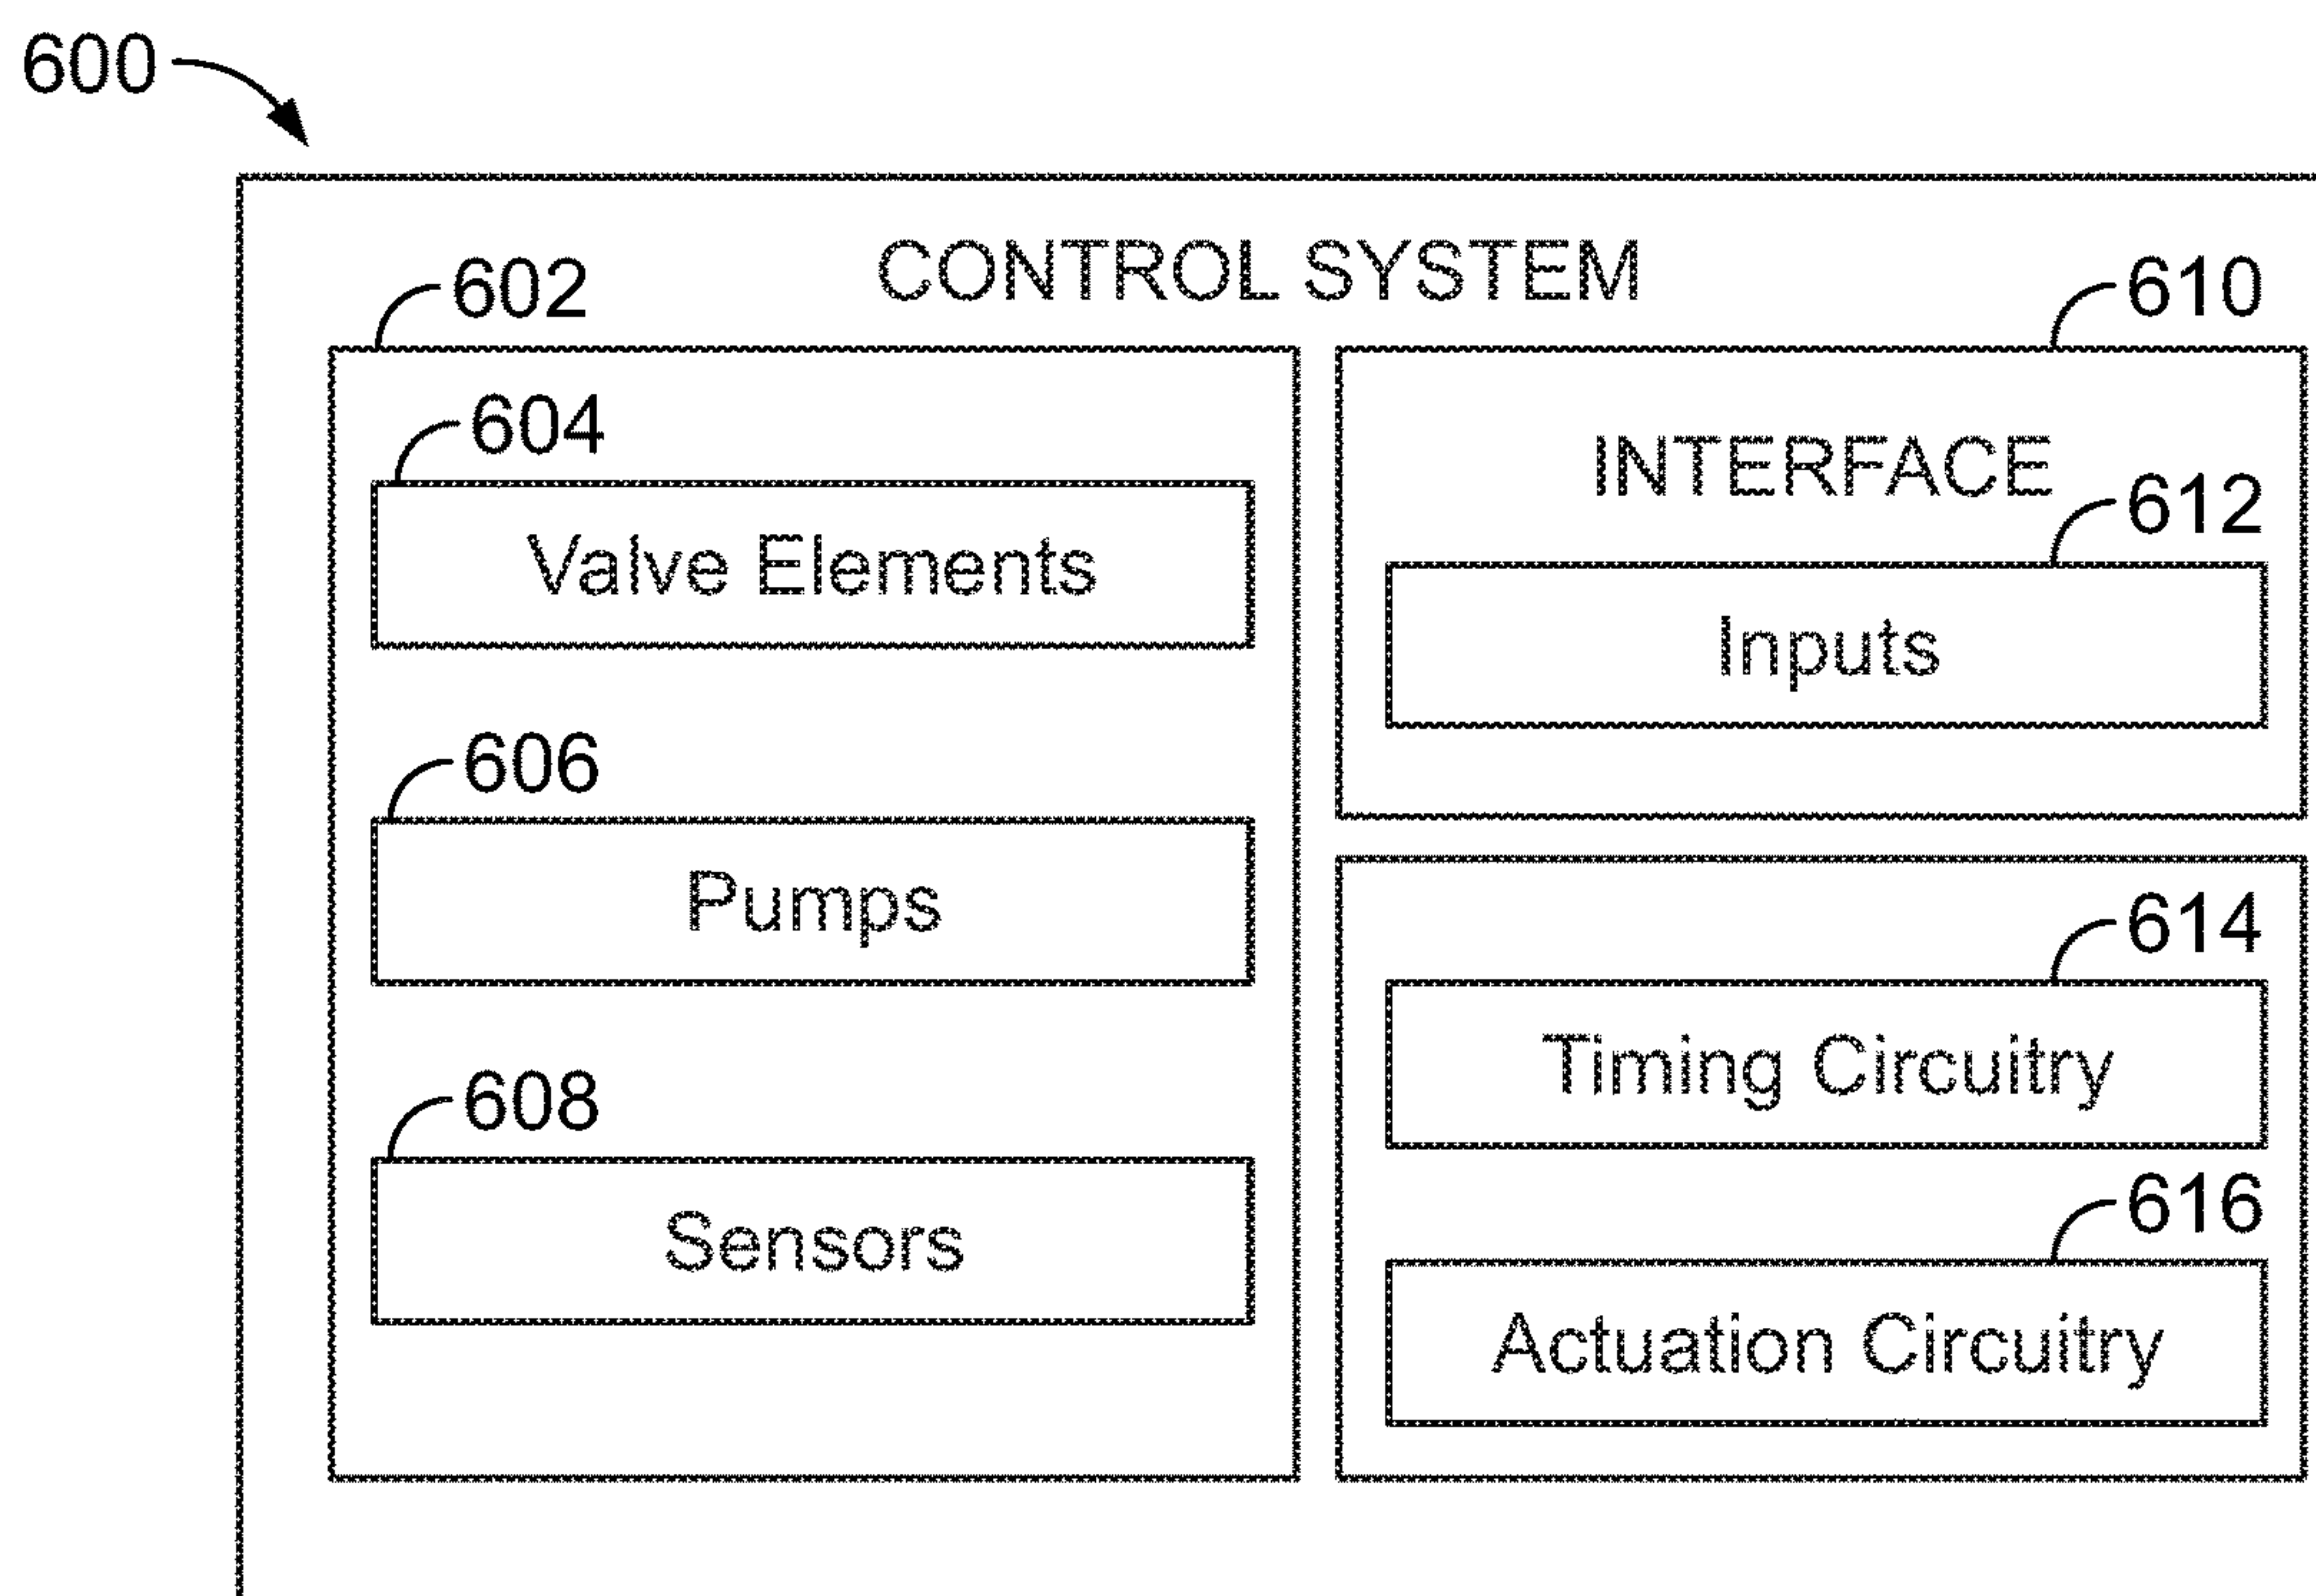 600
CONTROL SYSTEM
602
604
Valve Elements
606
Pumps
608
Sensors
610
INTERFACE
612
Inputs
614
Timing Circuitry
616
Actuation Circuitry